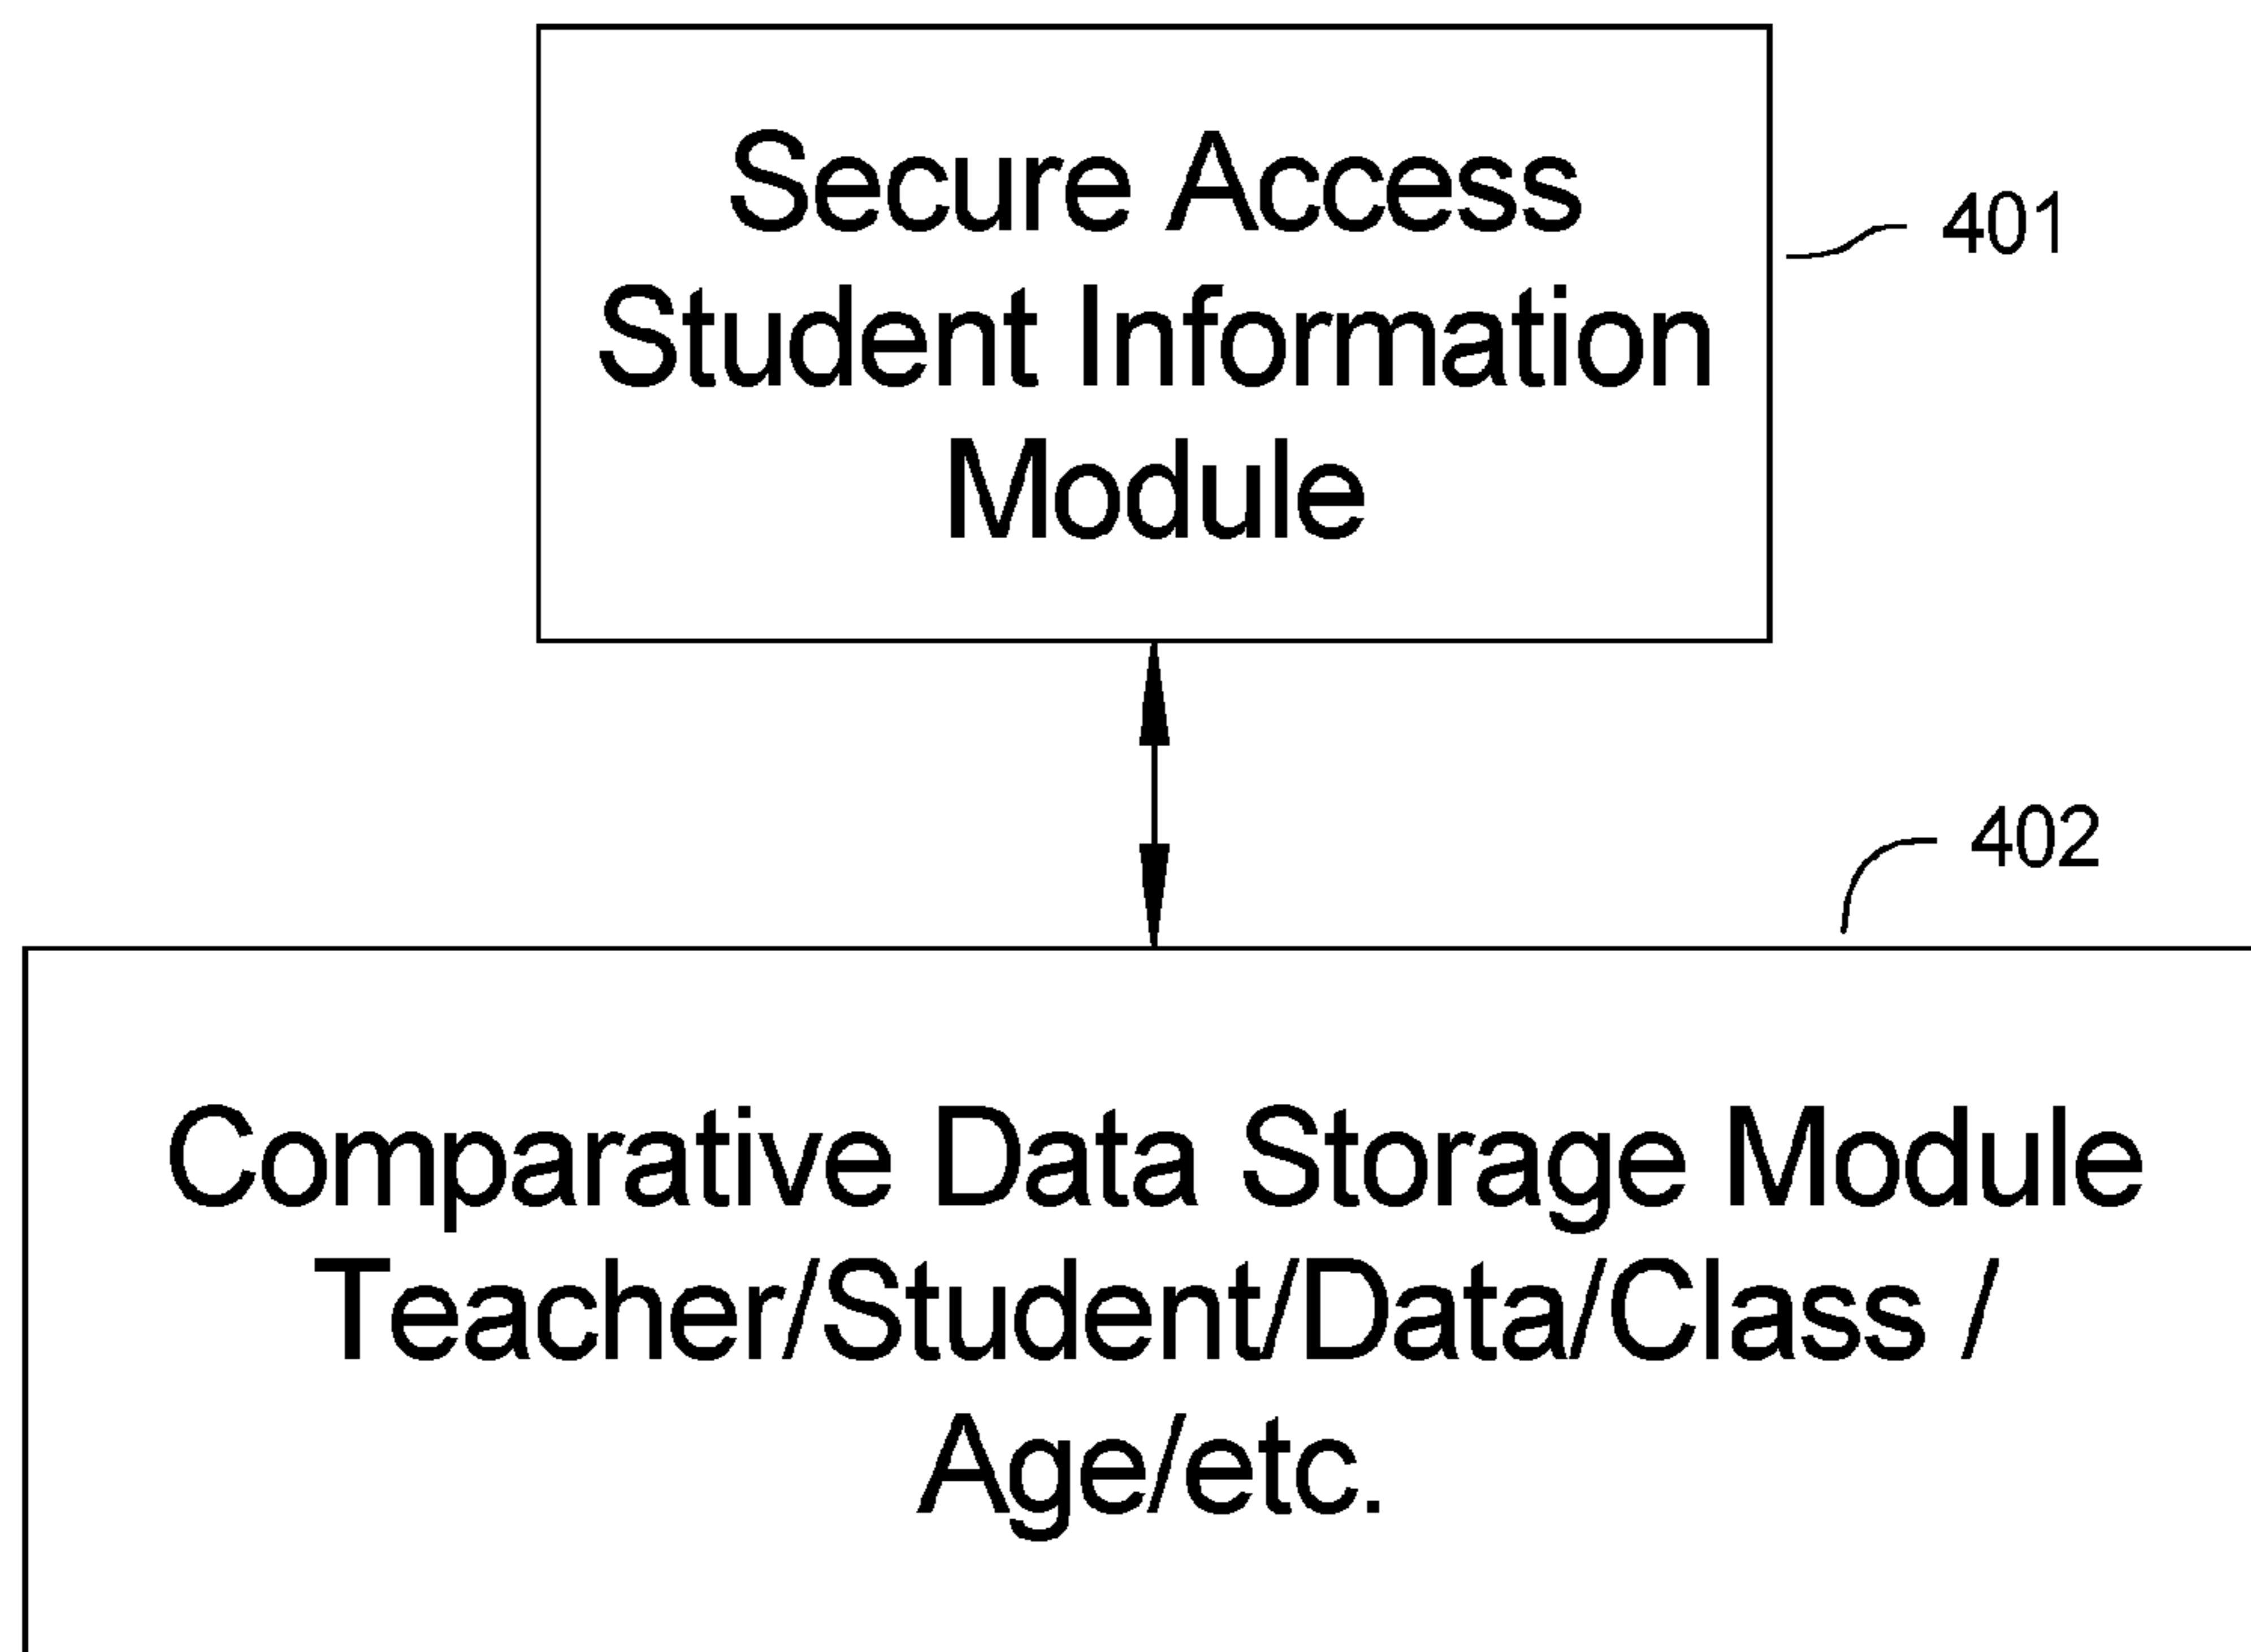 Secure Access
Student Information
Module
401
402
Comparative Data Storage Module
Teacher/Student/Data/Class /
Age/etc.